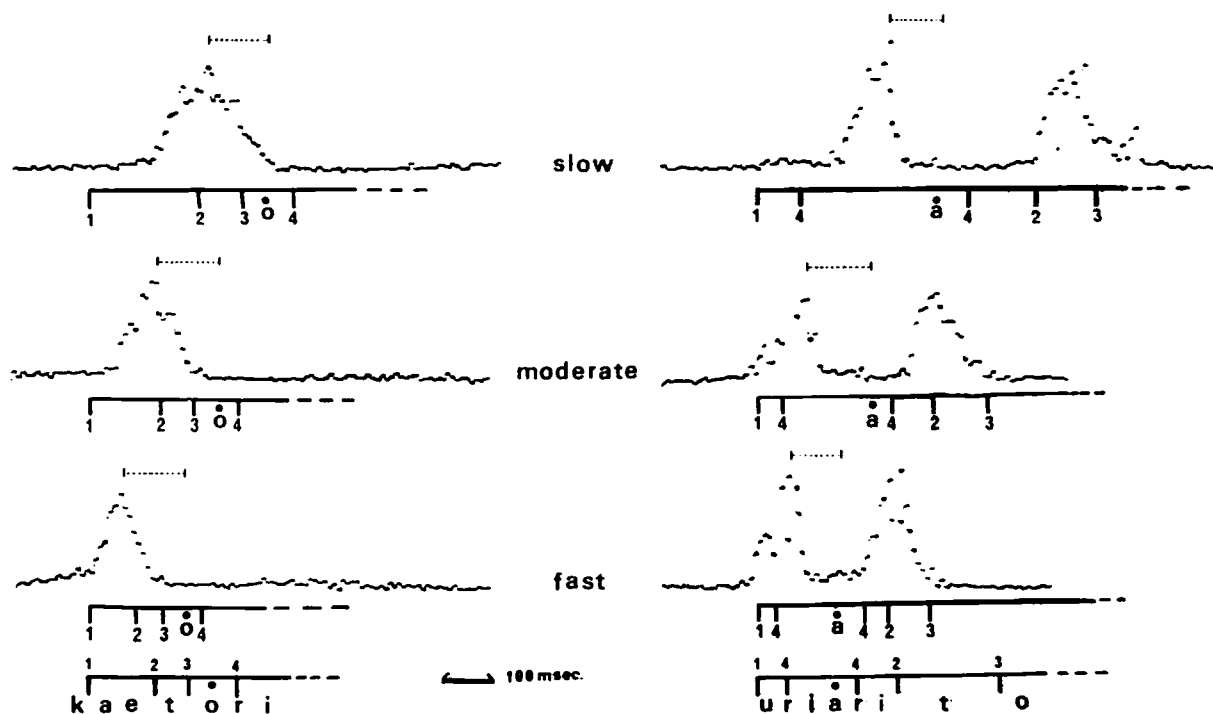 slow
1 2 3 o 4
1 4 a 4 2 3
moderate
1 2 3 o 4
1 4 a 4 2 3
fast
1 2 3 o 4
1 4 a 4 2 3
1 2 3 4
k a e t o r i
100 msec.
1 4 4 2 3
u r i a r i t o